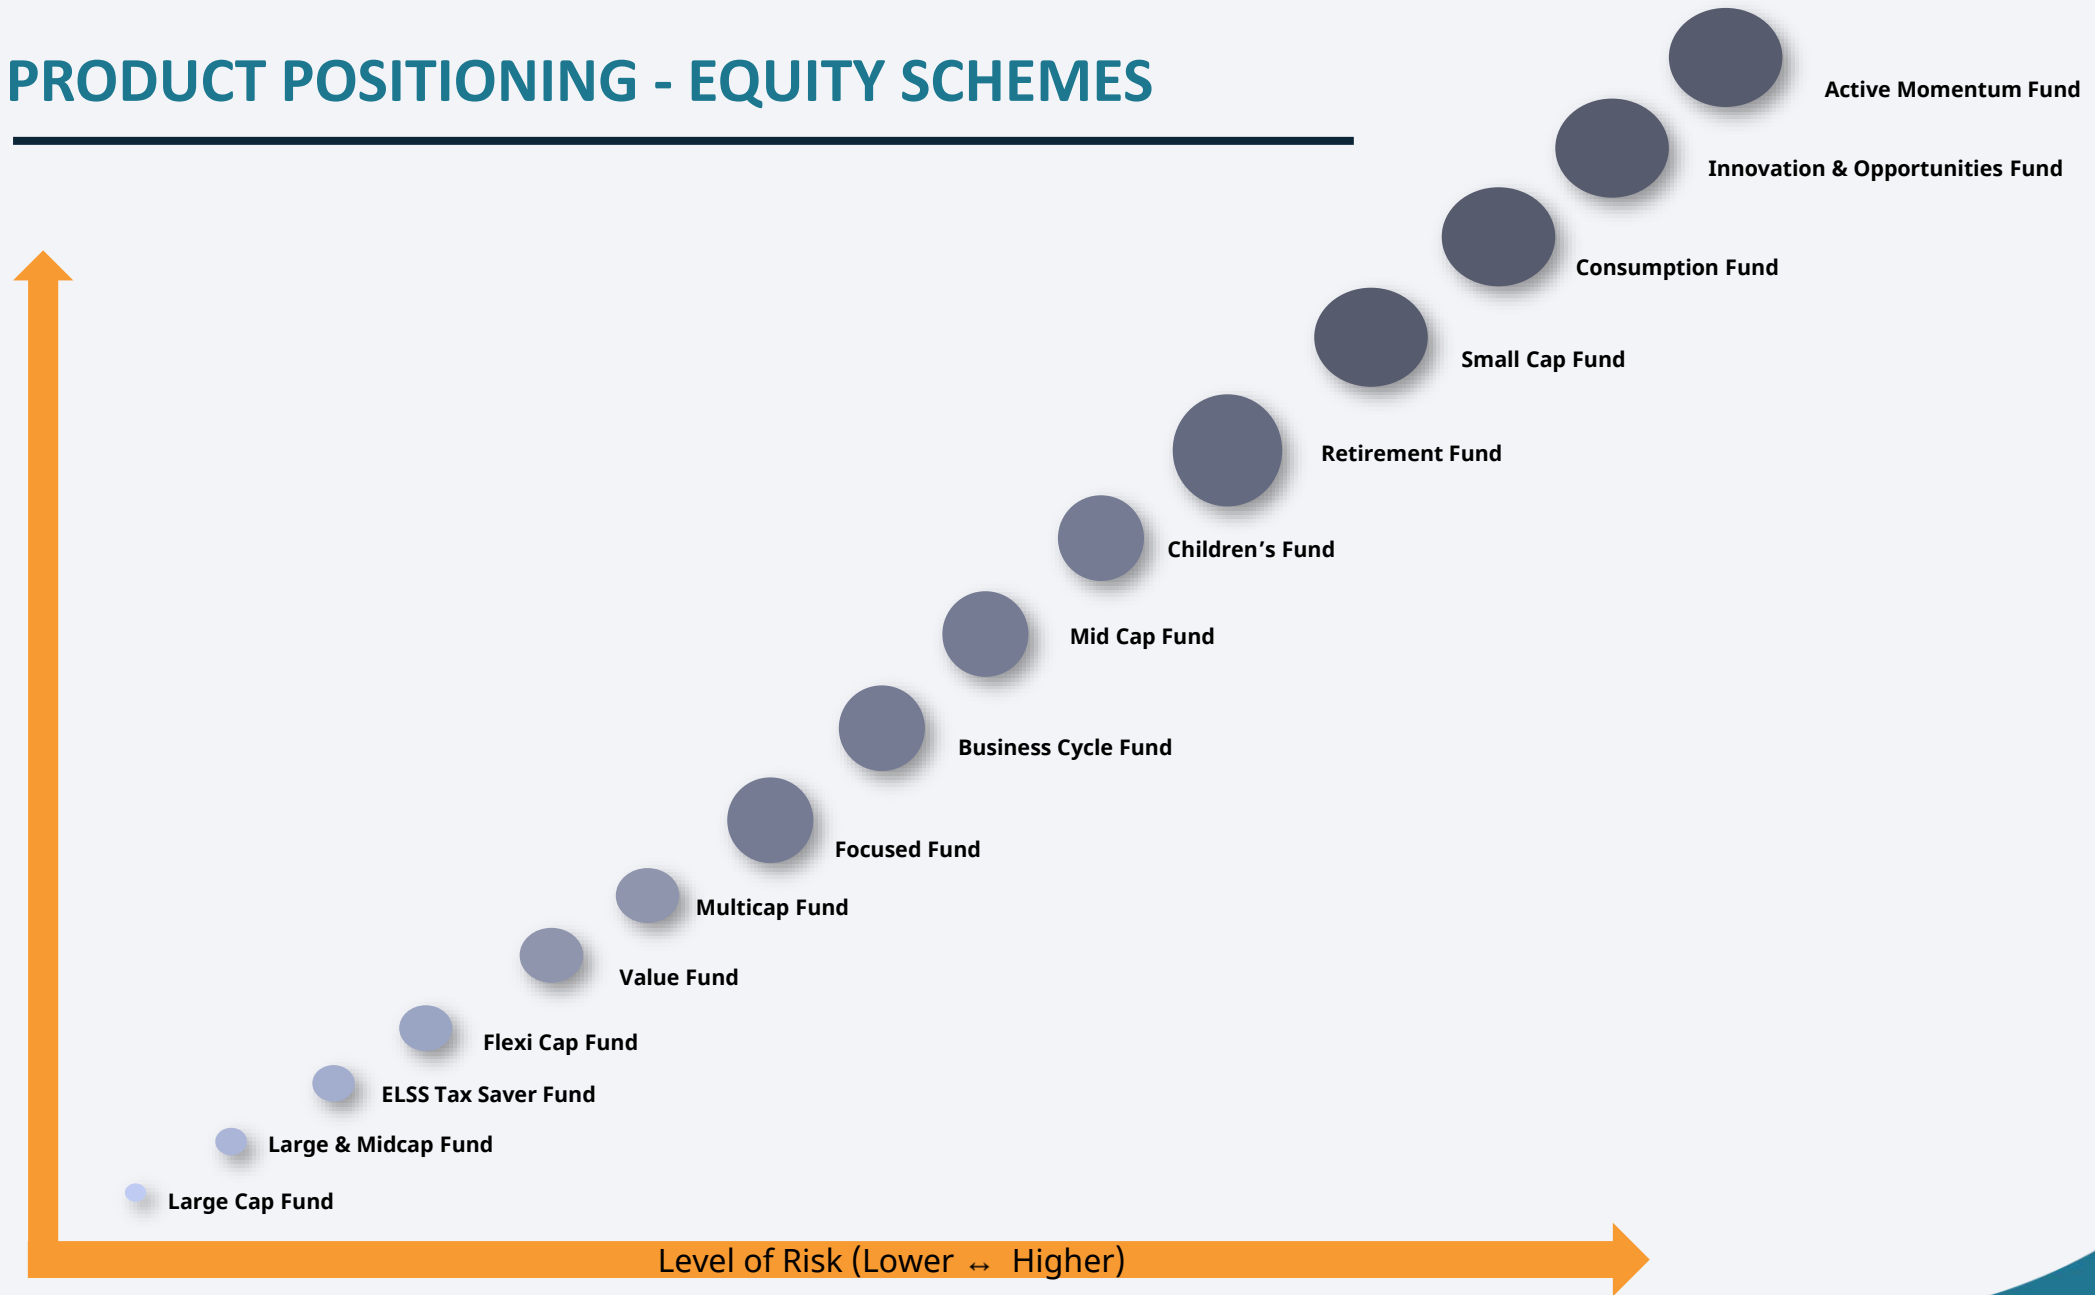 PRODUCT POSITIONING - EQUITY SCHEMES
Active Momentum Fund
Innovation & Opportunities Fund
Consumption Fund
Small Cap Fund
Retirement Fund
Children’s Fund
Mid Cap Fund
Business Cycle Fund
Focused Fund
Multicap Fund
Value Fund
Flexi Cap Fund
ELSS Tax Saver Fund
Large & Midcap Fund
Large Cap Fund
Level of Risk (Lower ↔ Higher)